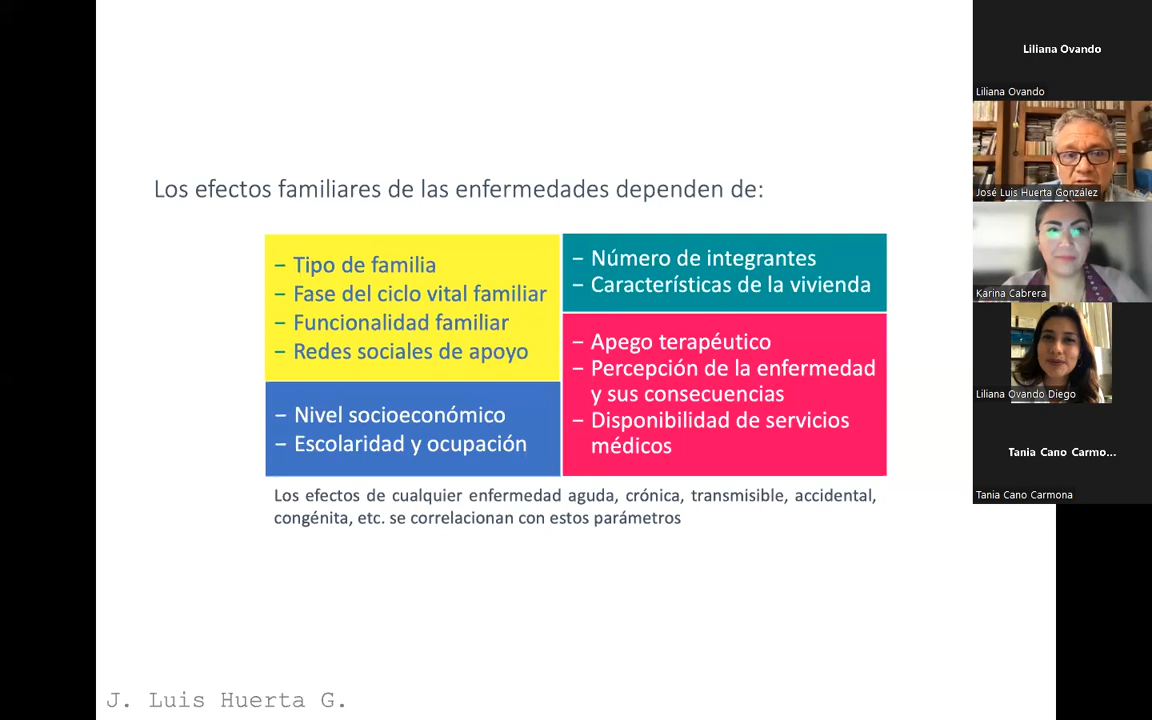 Los efectos familiares de las enfermedades dependen de:
– Tipo de familia
– Fase del ciclo vital familiar
– Funcionalidad familiar
– Redes sociales de apoyo
– Número de integrantes
– Características de la vivienda
– Nivel socioeconómico
– Escolaridad y ocupación
– Apego terapéutico
– Percepción de la enfermedad
y sus consecuencias
– Disponibilidad de servicios
médicos
Los efectos de cualquier enfermedad aguda, crónica, transmisible, accidental,
congénita, etc. se correlacionan con estos parámetros
J. Luis Huerta G.
Liliana Ovando
Liliana Ovando
José Luis Huerta González
Karina Cabrera
Liliana Ovando Diego
Tania Cano Carmo...
Tania Cano Carmona